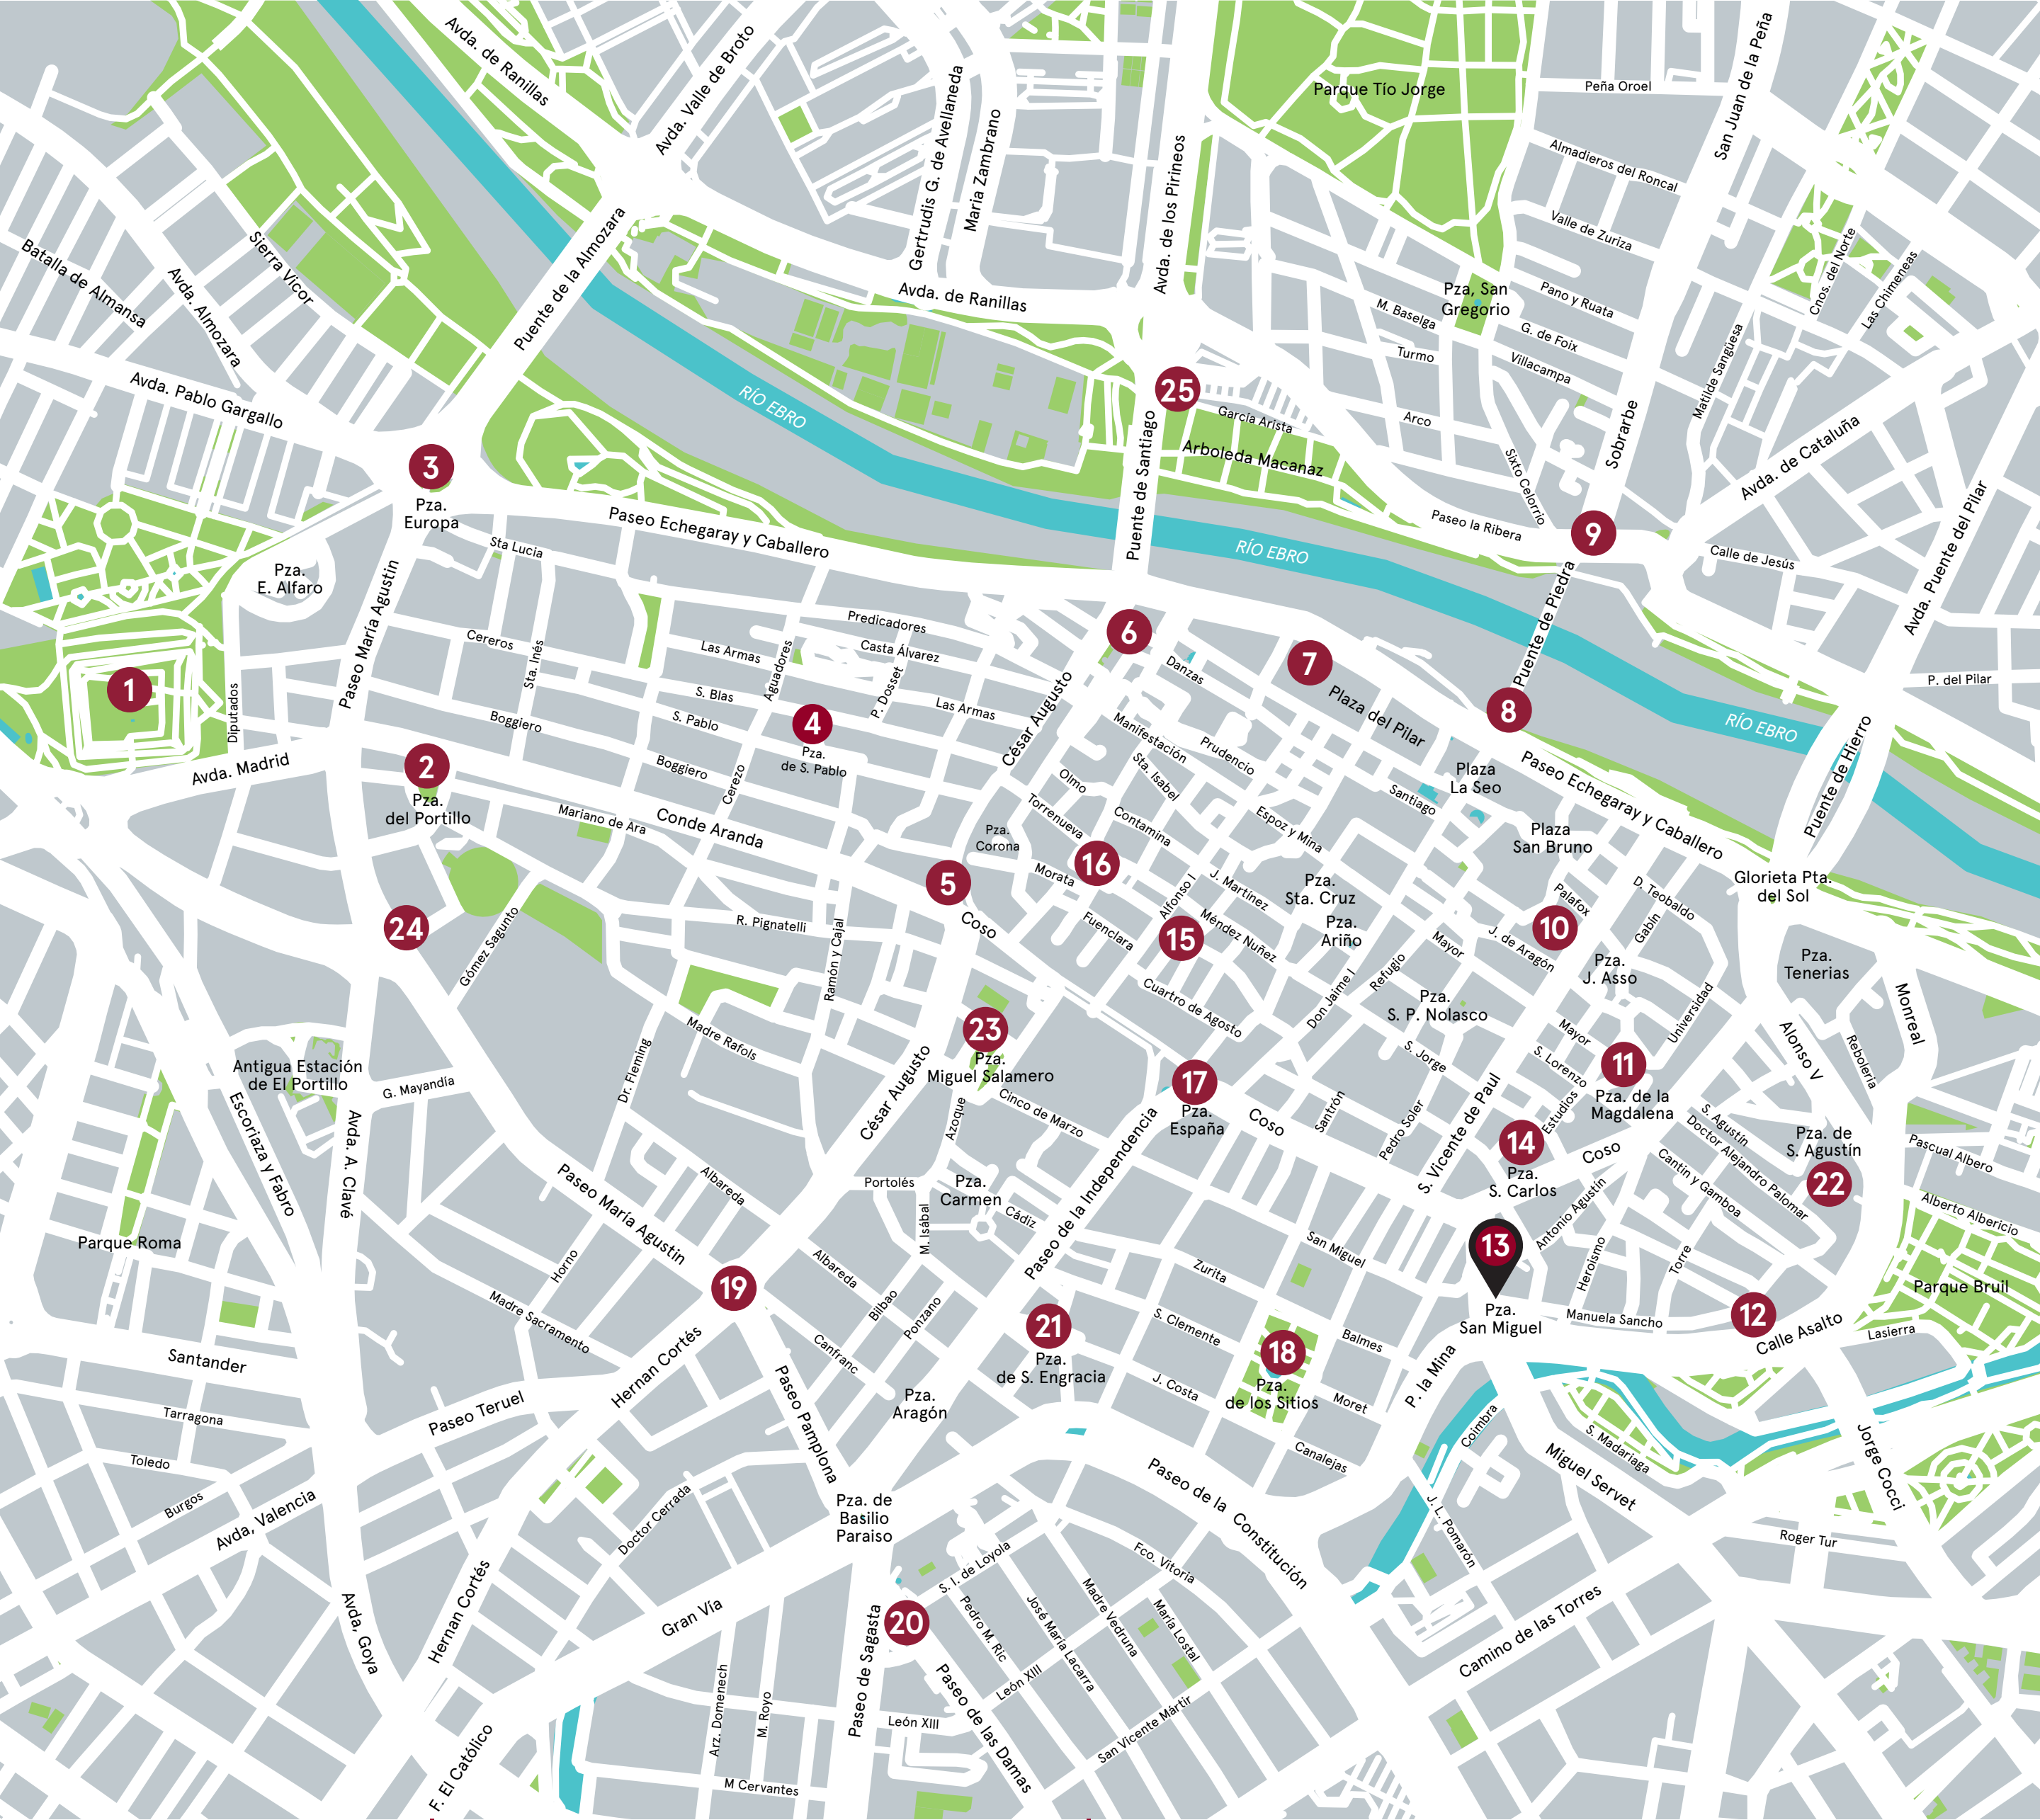 Avda. de Ranillas
Avda. Valle de Broto
Gertrudis G. de Avellaneda
Maria Zambrano
Avda. de los Pirineos
Parque Tío Jorge
Peña Oroel
San Juan de la Peña
Almadieros del Roncal
Valle de Zuriza
Cnos. del Norte
Las Chimeneas
Batalla de Almansa
Avda. Almozara
Sierra Vicor
Puente de la Almozara
Avda. de Ranillas
Pza, San
Gregorio
Pano y Ruata
M. Baselga
G. de Foix
Turmo
Villacampa
Matilde Sangüesa
Avda. Pablo Gargallo
RÍO EBRO
25
García Arista
Arco
Sobrarbe
Avda. de Cataluña
Arboleda Macanaz
Puente de Santiago
Sixto Celorrio
3
Pza.
Europa
Paseo Echegaray y Caballero
Paseo la Ribera
9
Avda. Puente del Pilar
Sta Lucia
RÍO EBRO
Calle de Jesús
Pza.
E. Alfaro
Paseo María Agustin
Puente de Piedra
Predicadores
6
Cereros
Sta. Inés
Las Armas
Casta Álvarez
Aguadores
P. Dosset
Danzas
7
1
Diputados
S. Blas
Las Armas
César Augusto
Plaza del Pilar
8
P. del Pilar
Boggiero
S. Pablo
4
Pza.
de S. Pablo
Manifestación
Prudencio
RÍO EBRO
Puente de Hierro
Avda. Madrid
2
Pza.
del Portillo
Boggiero
Cerezo
Olmo
Sta. Isabel
Plaza
La Seo
Paseo Echegaray y Caballero
Santiago
Mariano de Ara
Conde Aranda
Torrenueva
Contamina
Espoz y Mina
Pza.
Corona
Plaza
San Bruno
16
5
Morata
J. Martinez
Pza.
Sta. Cruz
Glorieta Pta.
del Sol
Palafox
D. Teobaldo
Alfonso I
24
Gómez Sagunto
R. Pignatelli
Ramón y Cajal
Coso
Fuenclara
15
Méndez Nuñez
Pza.
Ariño
Mayor
J. de Aragón
10
Gabín
Pza.
Tenerias
Pza.
J. Asso
Refugio
Don Jaime I
Cuartro de Agosto
Pza.
S. P. Nolasco
Universidad
Monreal
23
Pza.
Miguel Salamero
Madre Rafols
Mayor
Alonso V
Reboleria
S. Jorge
S. Lorenzo
11
Pza. de la
Magdalena
Antigua Estación
de El Portillo
G. Mayandía
Dr. Fleming
César Augusto
Azoque
Cinco de Marzo
17
Pza.
España
Coso
Santrón
Pedro Soler
S. Vicente de Paul
Estudios
S. Agustín
Doctor Alejandro Palomar
Escoriaza y Fabro
Avda. A. Clavé
14
Pza.
S. Carlos
Coso
Cantin y Gamboa
Pza. de
S. Agustín
22
Pascual Albero
Paseo María Agustin
Albareda
Portolés
Pza.
Carmen
Cádiz
M. Isábal
Paseo de la Independencia
Antonio Agustín
Alberto Albericio
Parque Roma
Horno
Albareda
San Miguel
Zurita
13
Heroismo
Torre
19
Bilbao
Ponzano
Parque Bruil
Madre Sacramento
Pza.
San Miguel
Manuela Sancho
12
Calle Asalto
Lasierra
21
Pza.
de S. Engracia
S. Clemente
18
Pza.
de los Sitios
Balmes
Santander
Hernan Cortés
Canfranc
J. Costa
Moret
P. la Mina
Paseo Teruel
Paseo Pamplona
Pza.
Aragón
Tarragona
Toledo
Canalejas
Coimbra
S. Madariaga
Miguel Servet
Jorge Cocci
Burgos
Avda, Valencia
Doctor Cerrada
Pza. de
Basilio
Paraiso
Paseo de la Constitución
J. L. Pomarón
Roger Tur
S. I. de Loyola
Fco. Vitoria
Avda, Goya
Hernan Cortés
Gran Vía
20
Pedro M. Ric
José María Lacarra
Madre Vedruna
María Lostal
Camino de las Torres
Paseo de Sagasta
León XIII
Paseo de las Damas
León XIII
San Vicente Mártir
Arz. Domenech
M. Royo
F. El Católico
M Cervantes